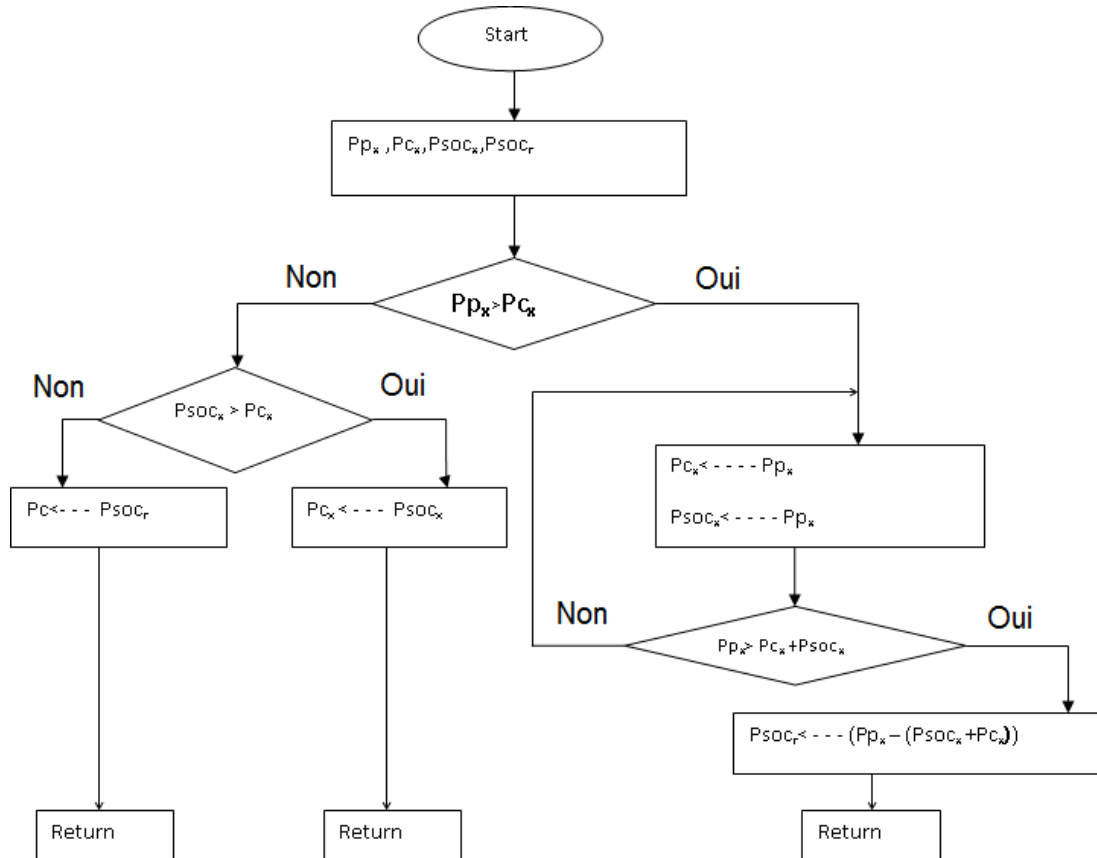 Start
Ppₓ ,Pcₓ,Psocₓ,Psocᵣ
Non
Oui
Ppₓ>Pcₓ
Non
Oui
Psocₓ > Pcₓ
Pcₓ< - - - - Ppₓ
Psocₓ< - - - - Ppₓ
Pc<- - - Psocᵣ
Pcₓ < - - - Psocₓ
Non
Oui
Ppₓ> Pcₓ +Psocₓ
Psocᵣ< - - - (Ppₓ – (Psocₓ +Pcₓ))
Return
Return
Return